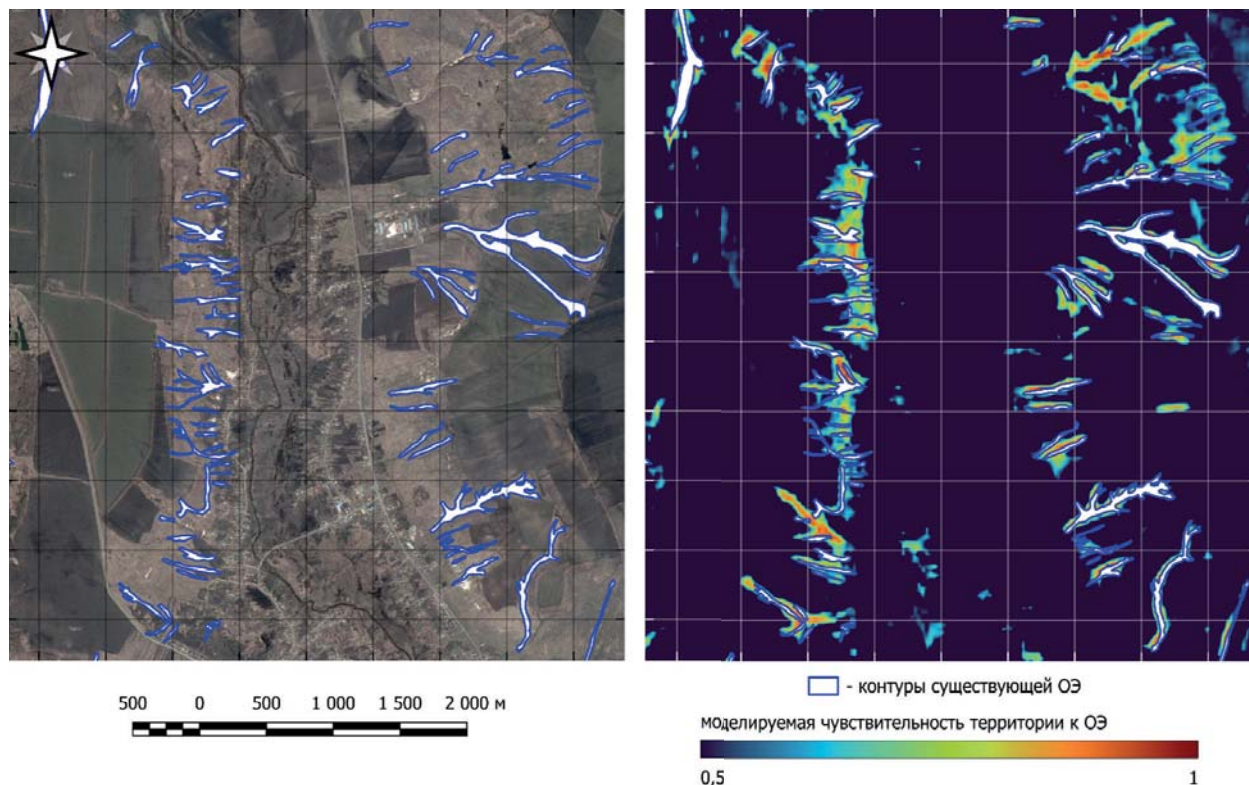 500 0 500 1 000 1 500 2 000 м
- контуры существующей ОЭ
моделируемая чувствительность территории к ОЭ
0,5 1